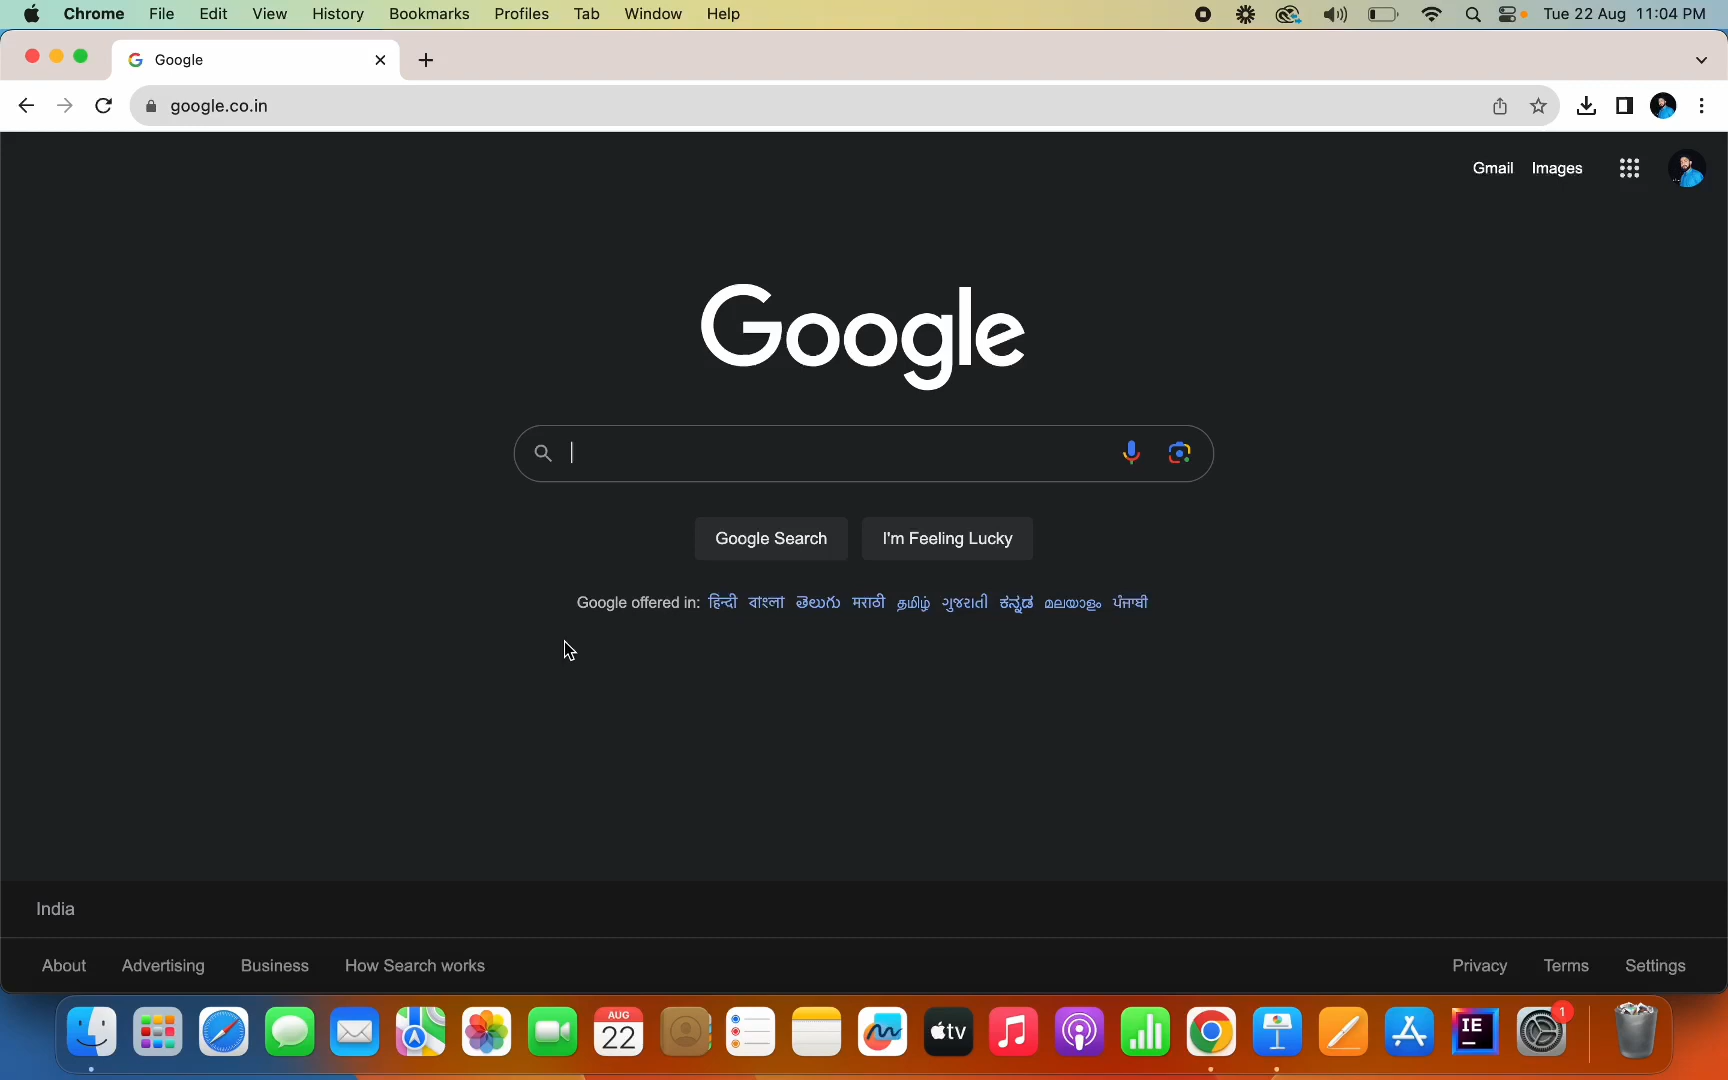 Chrome File Edit View History Bookmarks Profiles Tab Window Help Tue 22 Aug 11:04 PM
Google
google.co.in
Gmail Images
Google
Google Search I'm Feeling Lucky
Google offered in: हिन्दी বাংলা తెలుగు मराठी தமிழ் ગુજરાતી ಕನ್ನಡ മലയാളം ਪੰਜਾਬੀ
India
About Advertising Business How Search works Privacy Terms Settings
AUG
22
tv
IE
1